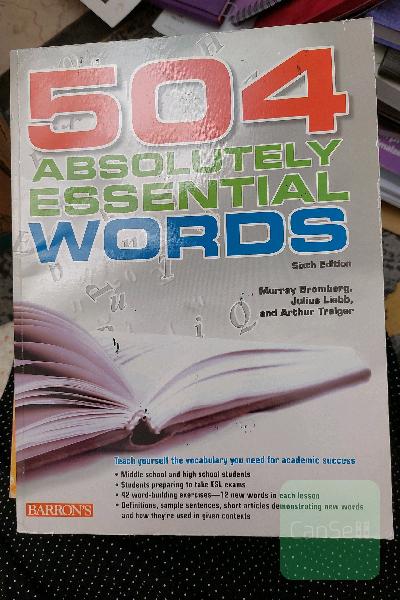 504
ABSOLUTELY
ESSENTIAL
WORDS
Sixth Edition
Murray Bromberg,
Julius Liebb,
and Arthur Traiger
Teach yourself the vocabulary you need for academic success
• Middle school and high school students
• Students preparing to take ESL exams
• 42 word-building exercises—12 new words in each lesson
• Definitions, sample sentences, short articles demonstrating new words
and how they're used in given contexts
BARRON'S
CanSell